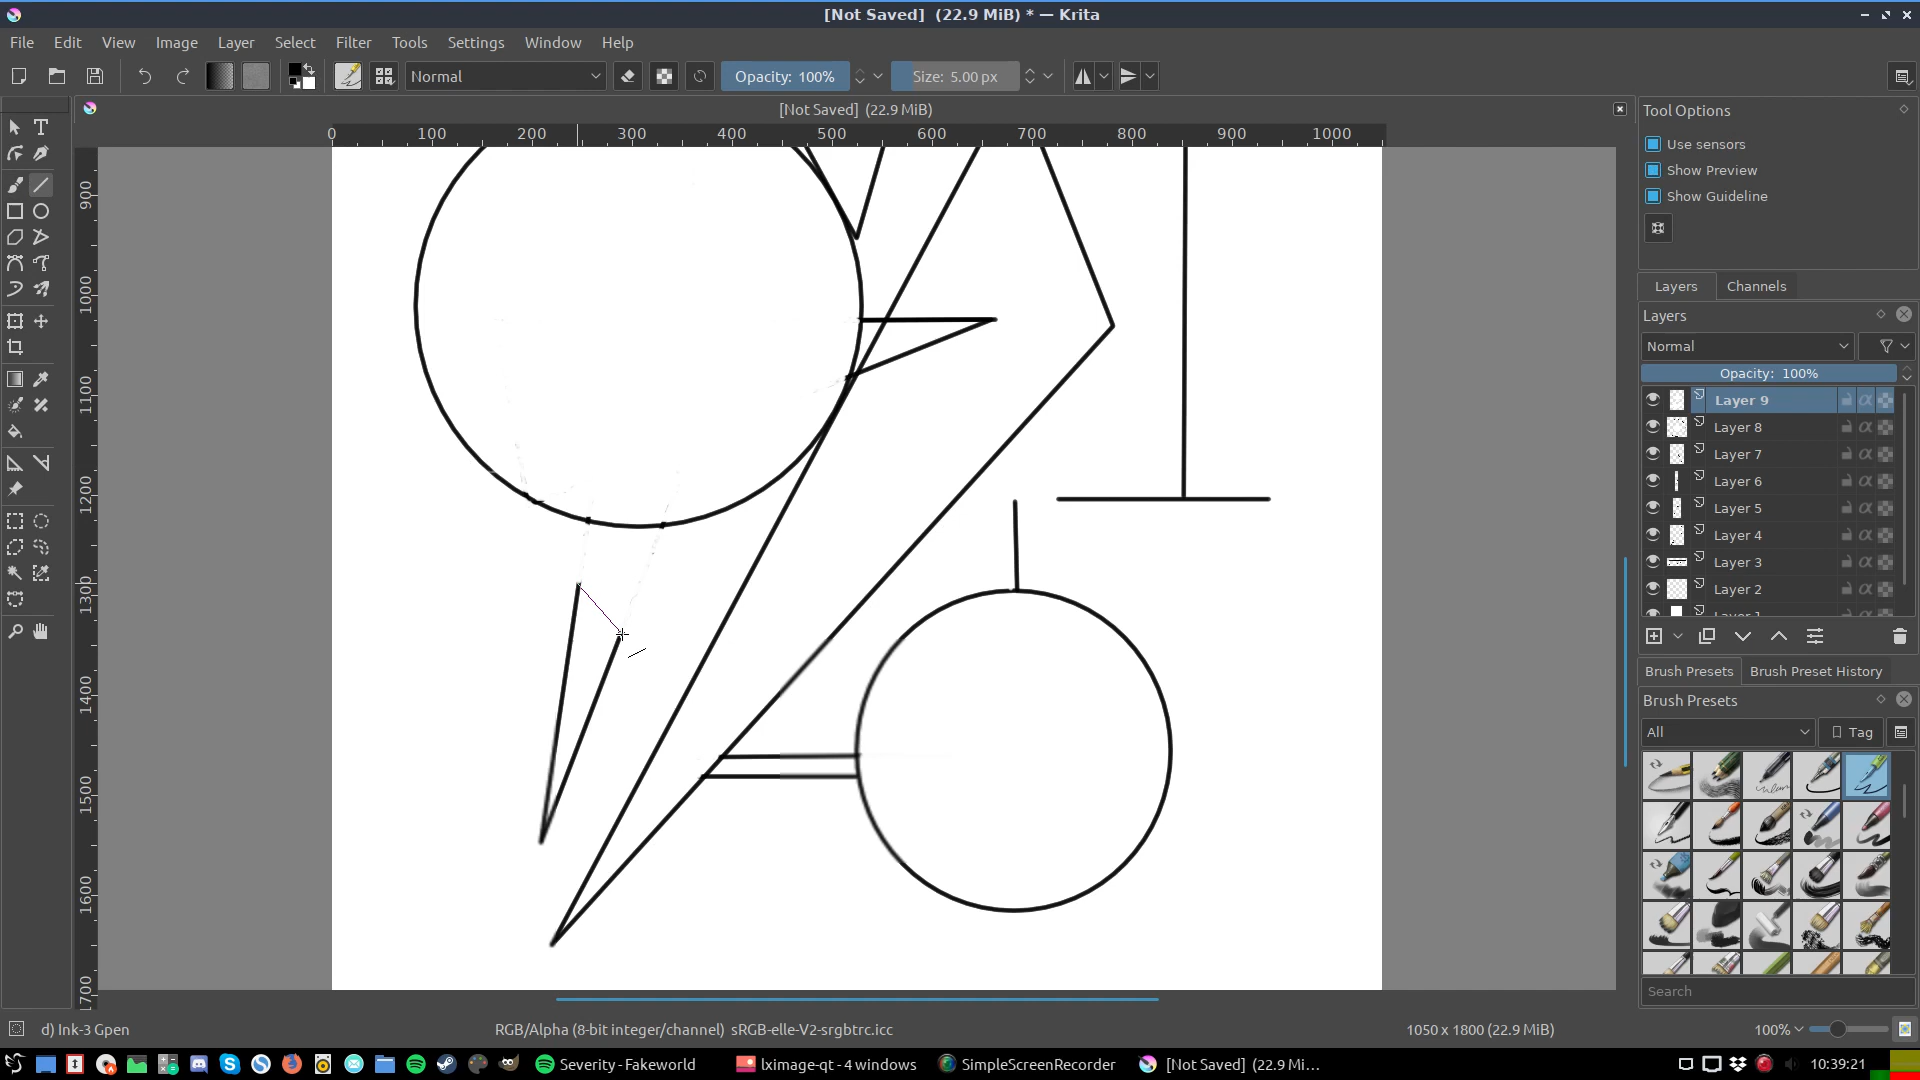 [Not Saved] (22.9 MiB) * — Krita
File Edit View Image Layer Select Filter Tools Settings Window Help
Normal Opacity: 100% Size: 5.00 px
[Not Saved] (22.9 MiB)
0 100 200 300 400 500 600 700 800 900 1000
900
1000
1100
1200
1300
1400
1500
1600
1700
Tool Options
Use sensors
Show Preview
Show Guideline
Layers Channels
Layers
Normal
Opacity: 100%
Layer 9
Layer 8
Layer 7
Layer 6
Layer 5
Layer 4
Layer 3
Layer 2
Layer 1
Brush Presets Brush Preset History
Brush Presets
All Tag
Search
d) Ink-3 Gpen RGB/Alpha (8-bit integer/channel) sRGB-elle-V2-srgbtrc.icc 1050 x 1800 (22.9 MiB) 100%
Severity - Fakeworld lximage-qt - 4 windows SimpleScreenRecorder [Not Saved] (22.9 Mi... 10:39:21